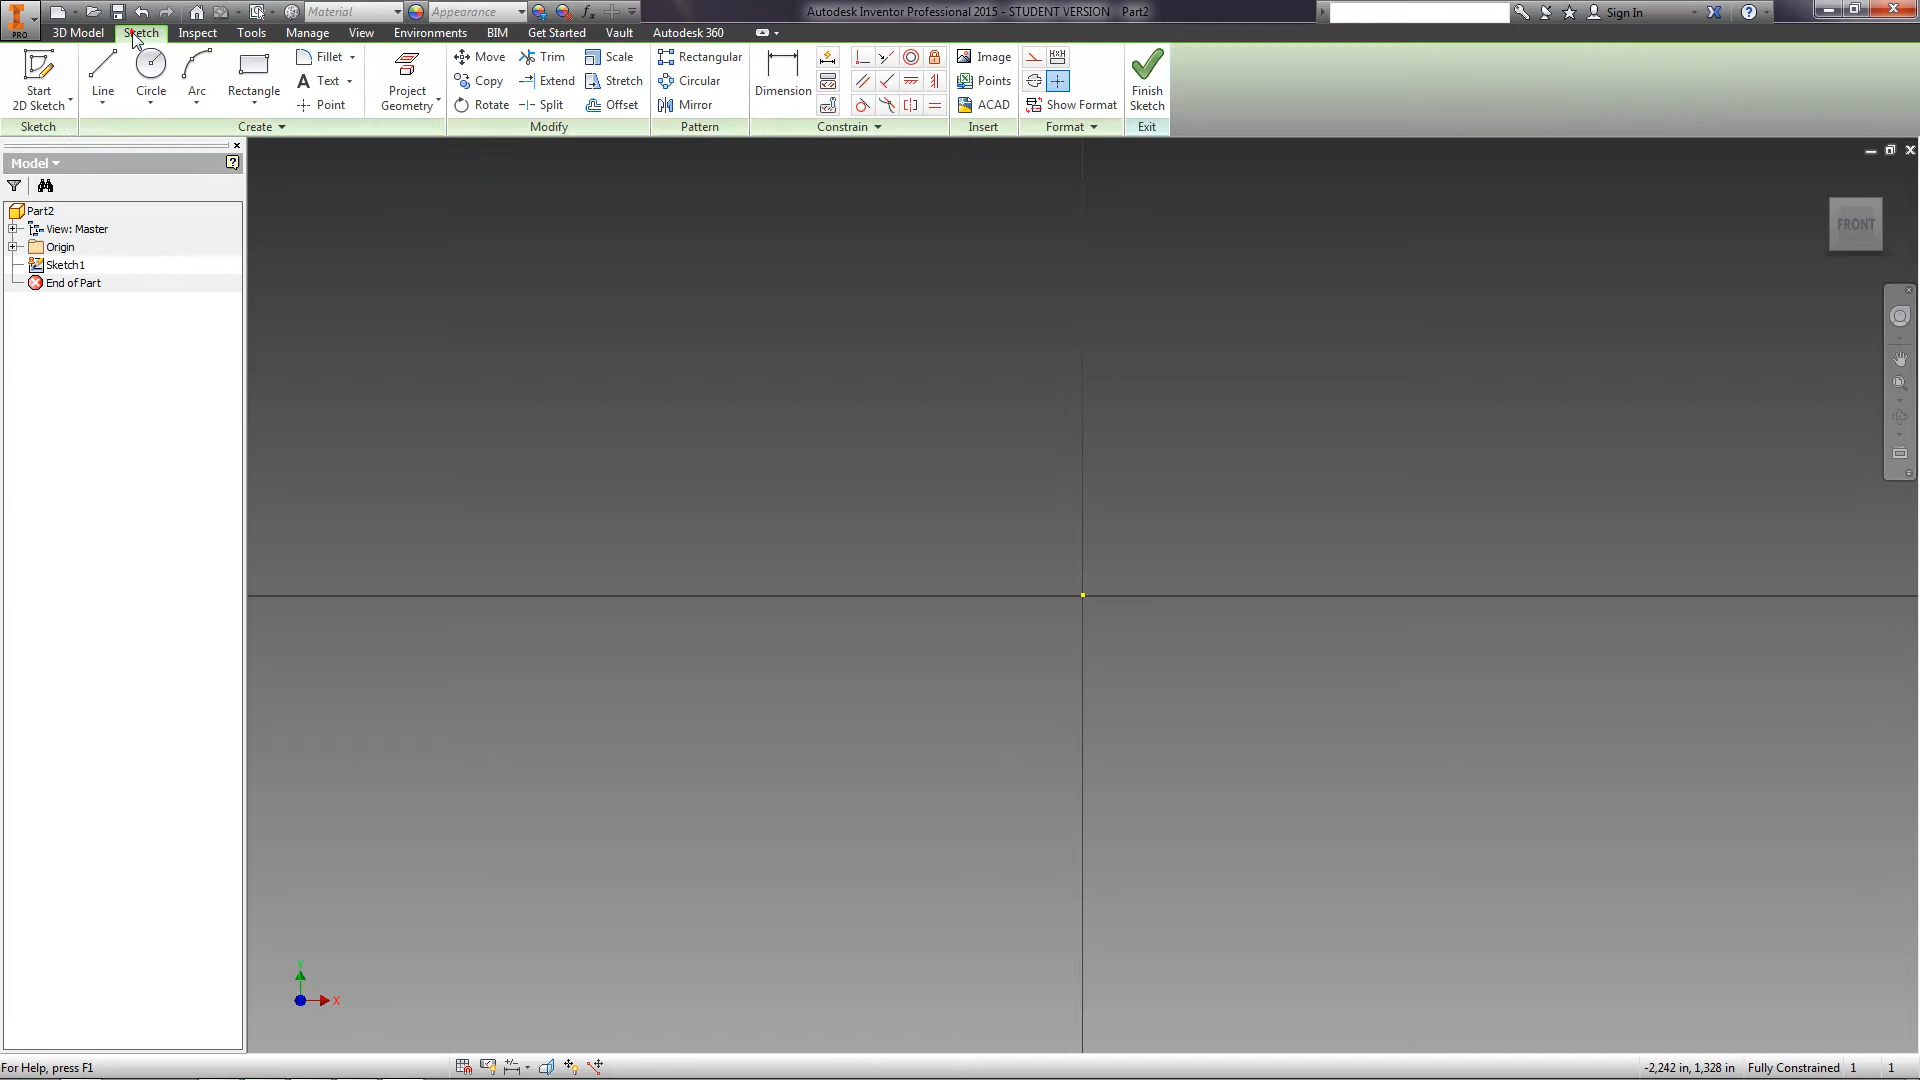 Material
Appearance
Autodesk Inventor Professional 2015 - STUDENT VERSION Part2
Sign In
PRO
3D Model Sketch Inspect Tools Manage View Environments BIM Get Started Vault Autodesk 360
Start
2D Sketch
Line
Circle
Arc
Rectangle
Fillet
Text
Point
Project
Geometry
Move
Copy
Rotate
Trim
Extend
Split
Scale
Stretch
Offset
Rectangular
Circular
Mirror
Dimension
Image
Points
ACAD
Show Format
Finish
Sketch
Sketch Create Modify Pattern Constrain Insert Format Exit
Model
Part2
View: Master
Origin
Sketch1
End of Part
FRONT
Y
X
For Help, press F1
-2,242 in, 1,328 in Fully Constrained 1 1